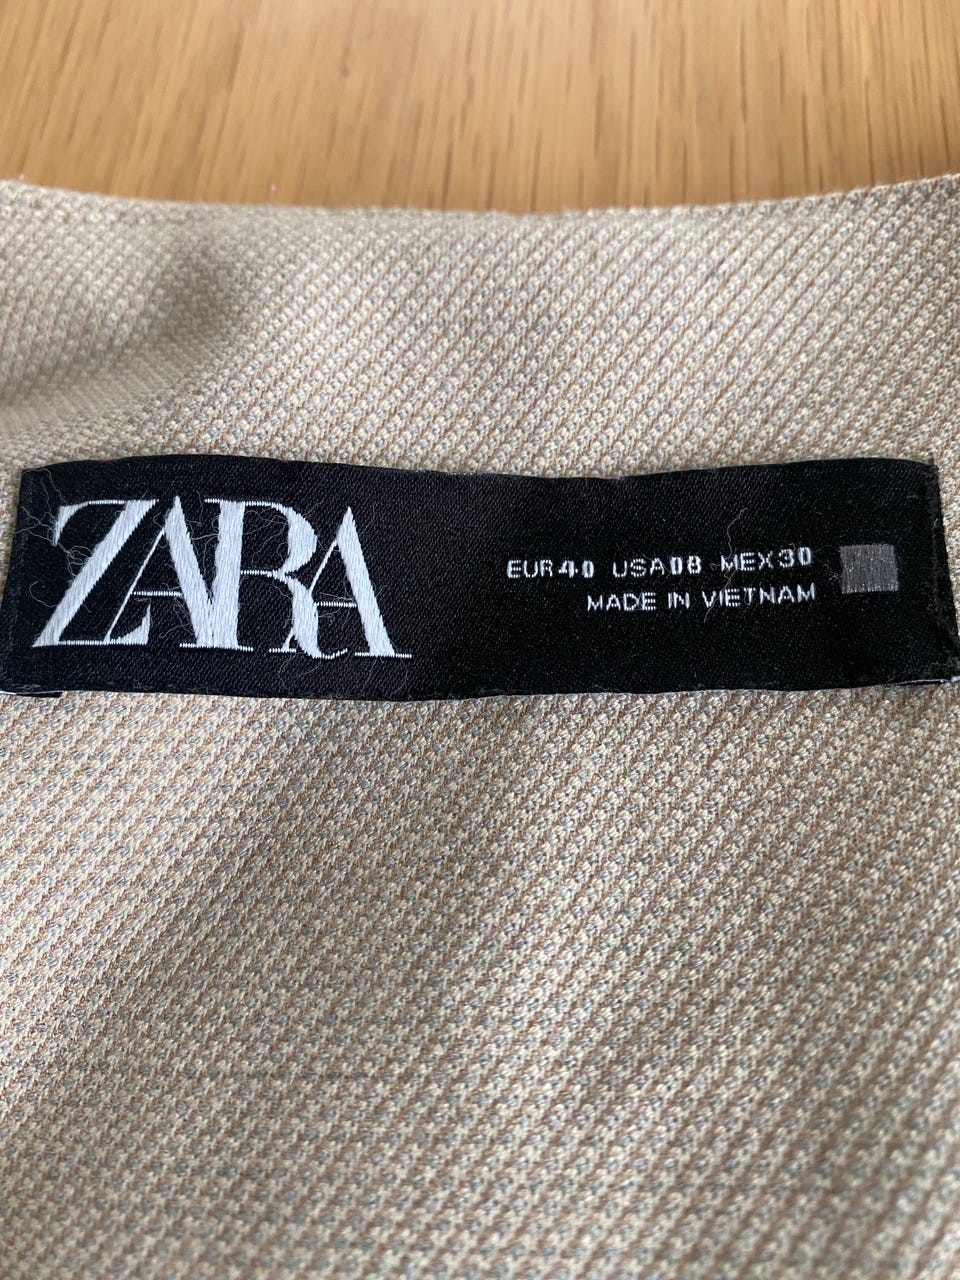 ZARA
EUR 40 USA 08 MEX 30
MADE IN VIETNAM